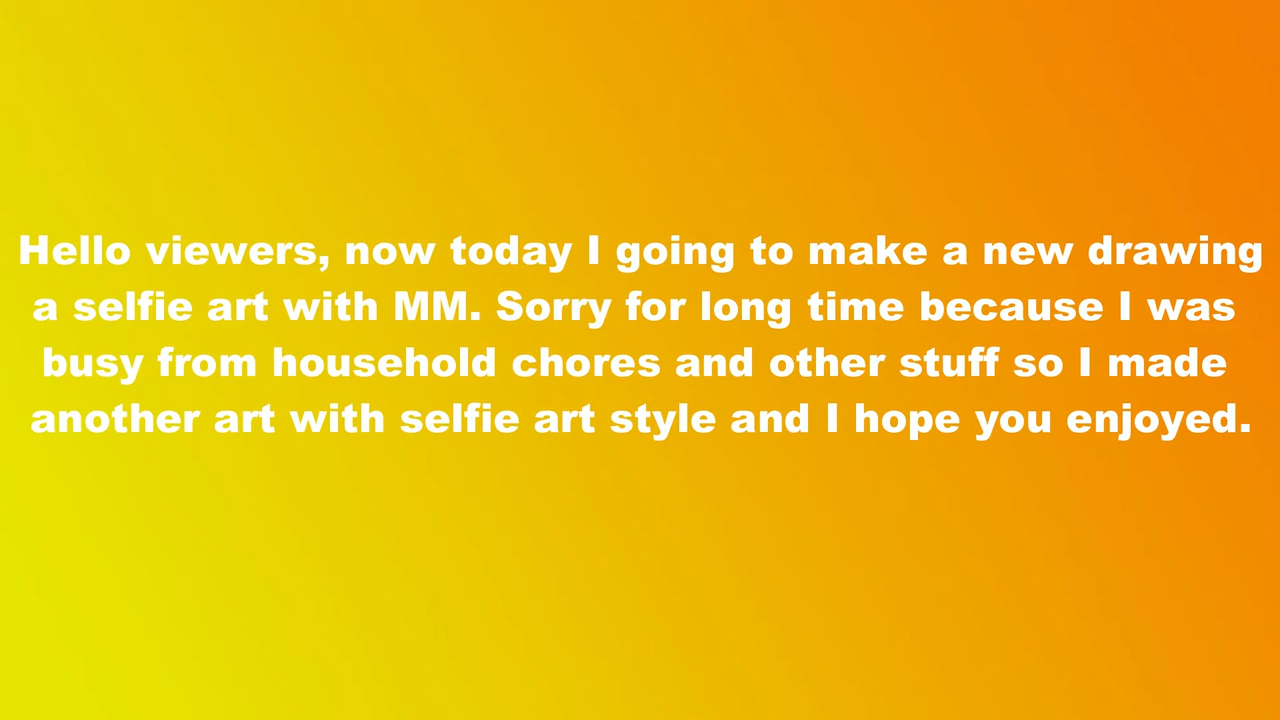 Hello viewers, now today I going to make a new drawing
a selfie art with MM. Sorry for long time because I was
busy from household chores and other stuff so I made
another art with selfie art style and I hope you enjoyed.